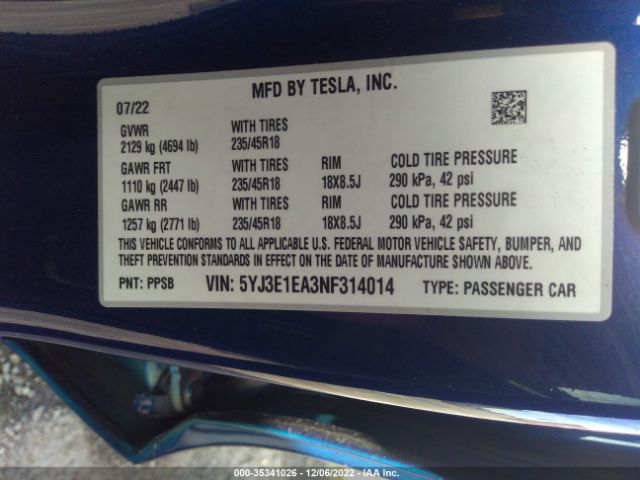 MFD BY TESLA, INC.
07/22
GVWR WITH TIRES
2129 kg (4694 lb) 235/45R18
GAWR FRT WITH TIRES RIM COLD TIRE PRESSURE
1110 kg (2447 lb) 235/45R18 18X8.5J 290 kPa, 42 psi
GAWR RR WITH TIRES RIM COLD TIRE PRESSURE
1257 kg (2771 lb) 235/45R18 18X8.5J 290 kPa, 42 psi
THIS VEHICLE CONFORMS TO ALL APPLICABLE U.S. FEDERAL MOTOR VEHICLE SAFETY, BUMPER, AND
THEFT PREVENTION STANDARDS IN EFFECT ON THE DATE OF MANUFACTURE SHOWN ABOVE.
PNT: PPSB VIN: 5YJ3E1EA3NF314014 TYPE: PASSENGER CAR
000-35341026 - 12/06/2022 - IAA Inc.